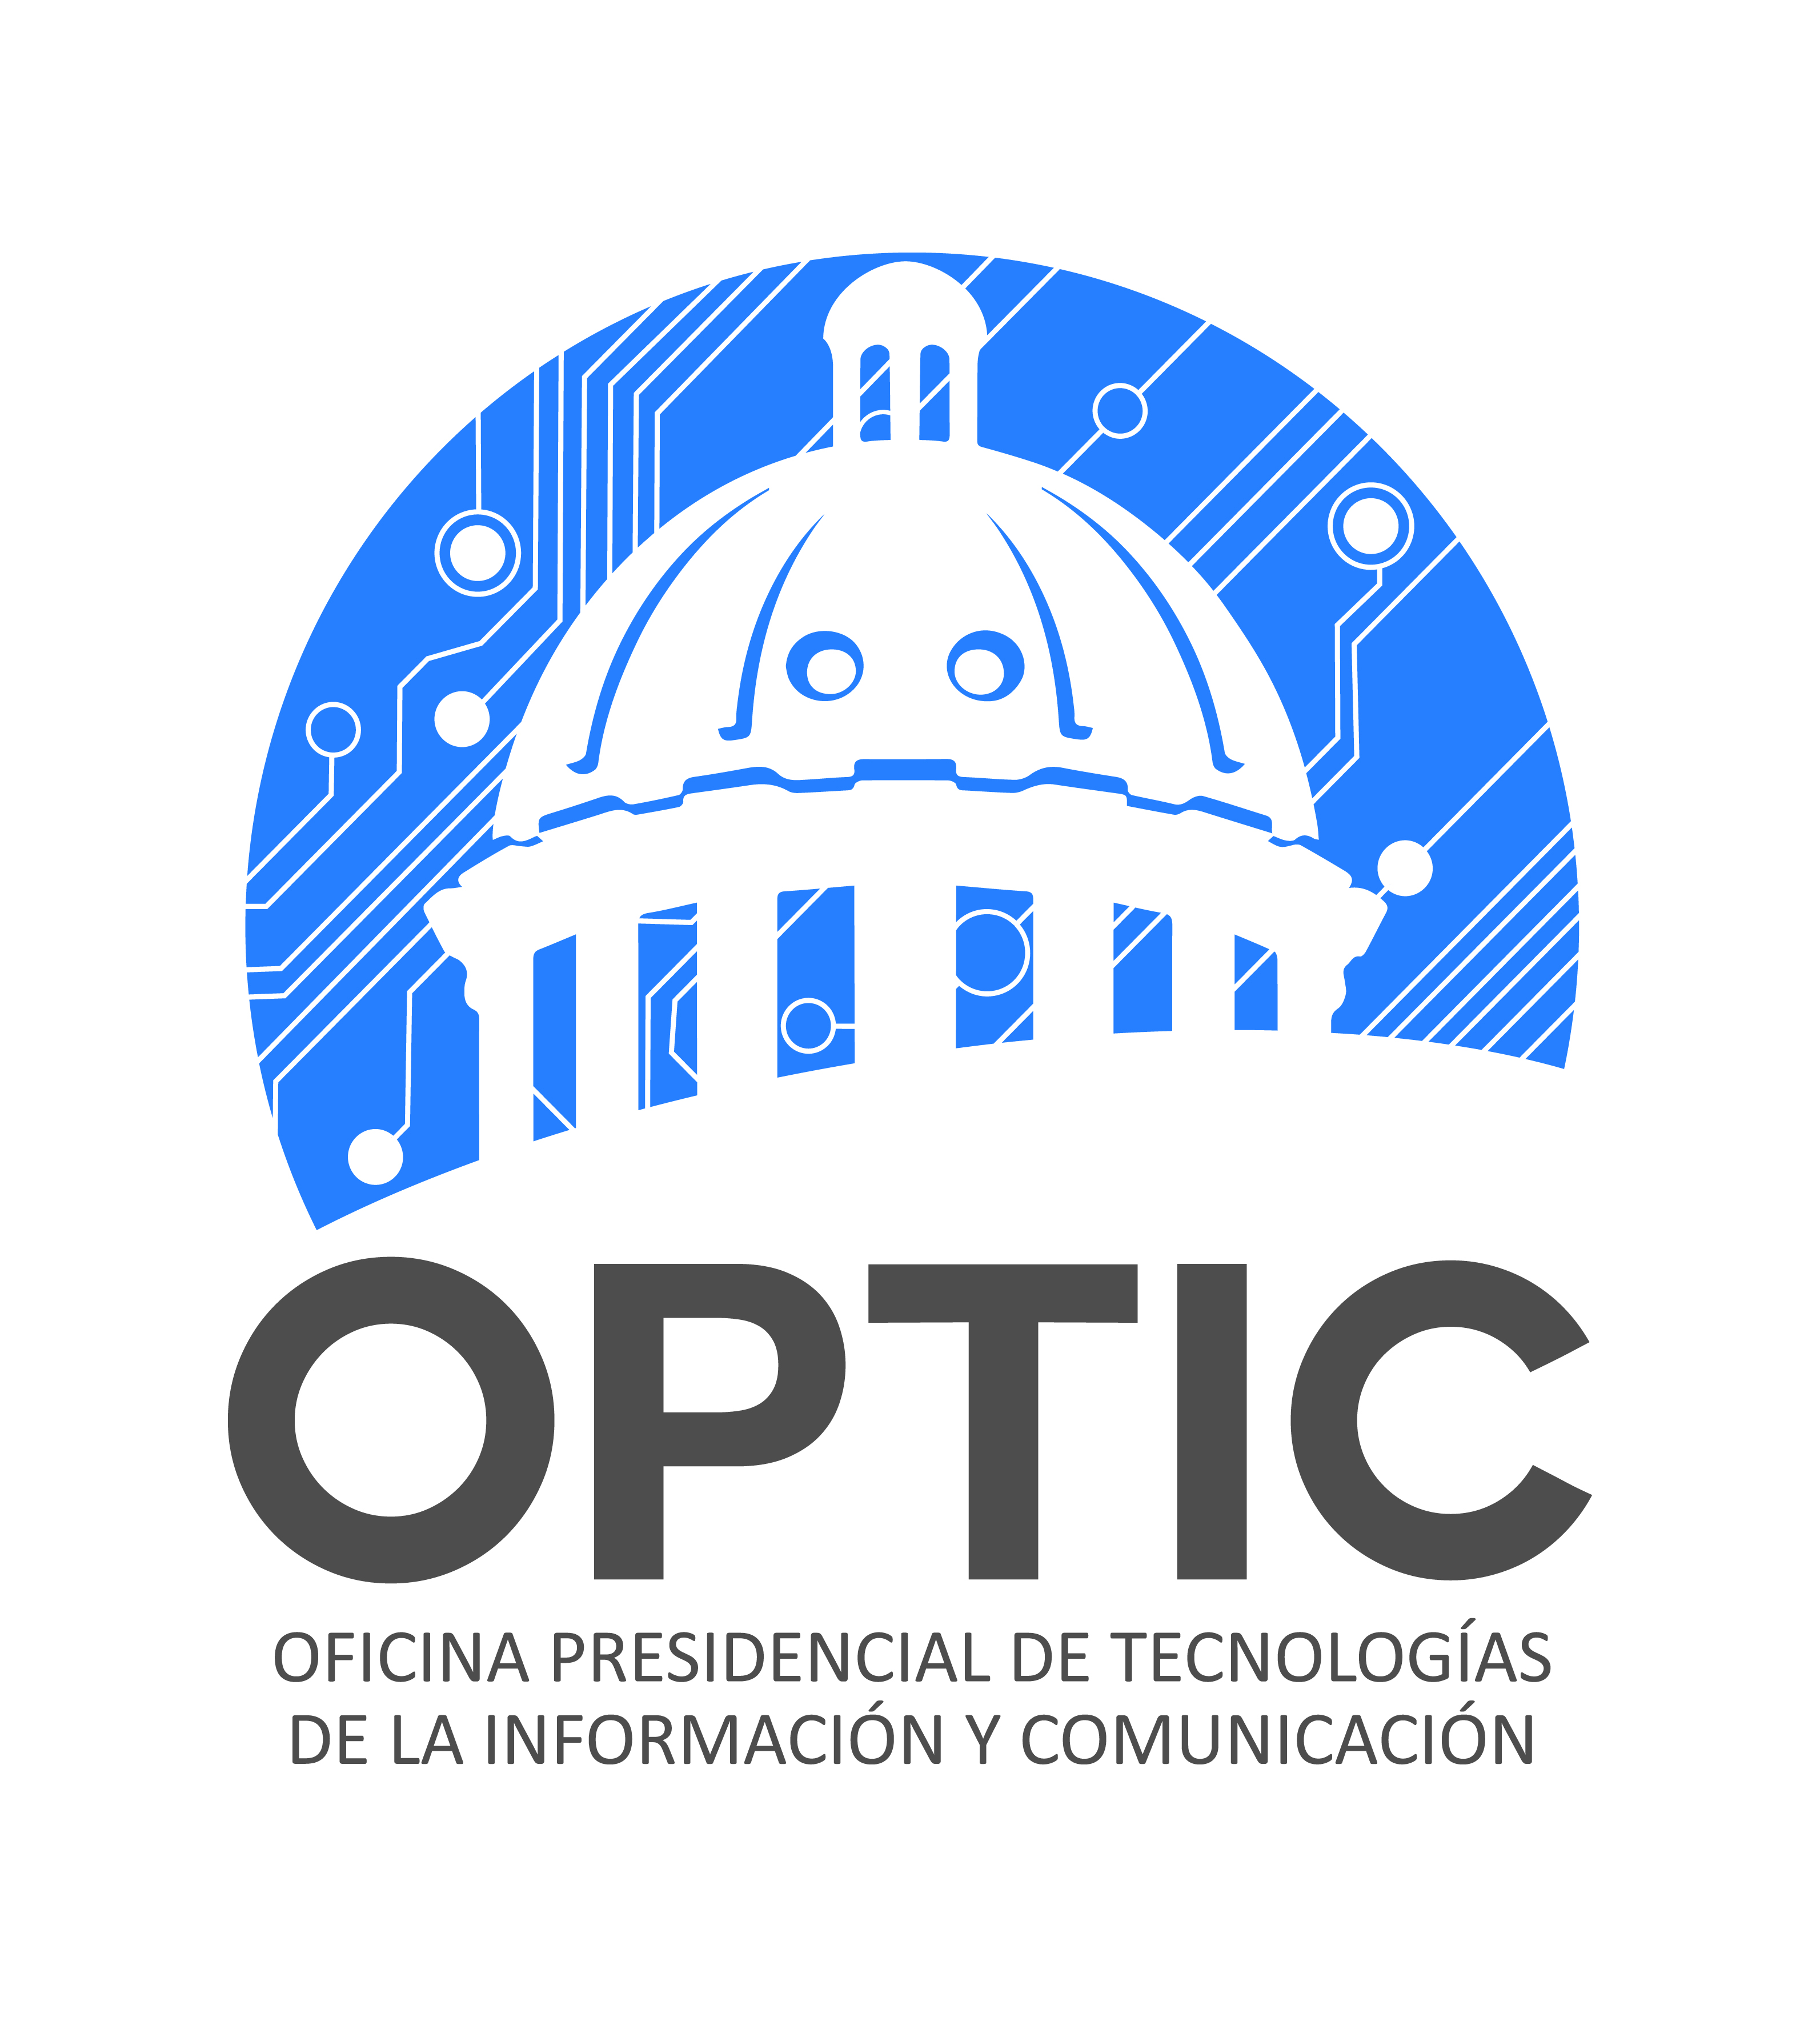 OPTIC
OFICINA PRESIDENCIAL DE TECNOLOGÍAS
DE LA INFORMACIÓN Y COMUNICACIÓN